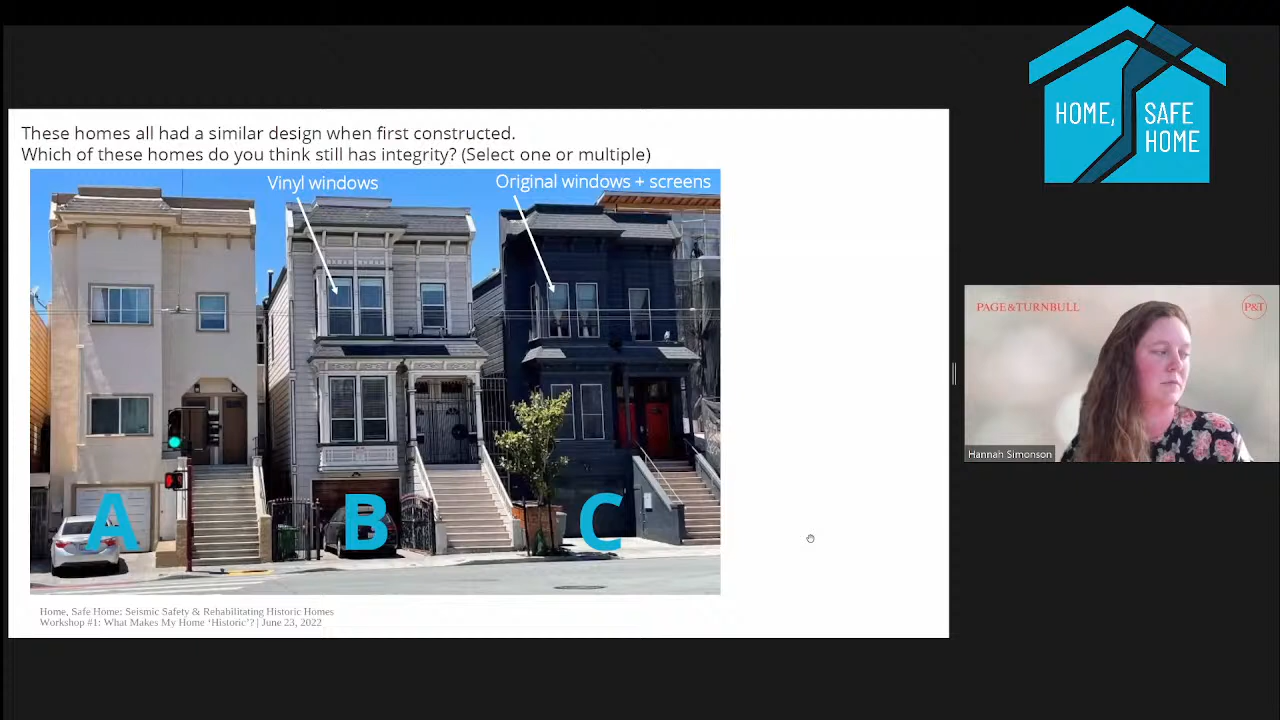 These homes all had a similar design when first constructed.
Which of these homes do you think still has integrity? (Select one or multiple)
Vinyl windows
Original windows + screens
A
B
C
Home, Safe Home: Seismic Safety & Rehabilitating Historic Homes
Workshop #1: What Makes My Home ‘Historic’? | June 23, 2022
HOME, SAFE
HOME
PAGE&TURNBULL
P&T
Hannah Simonson